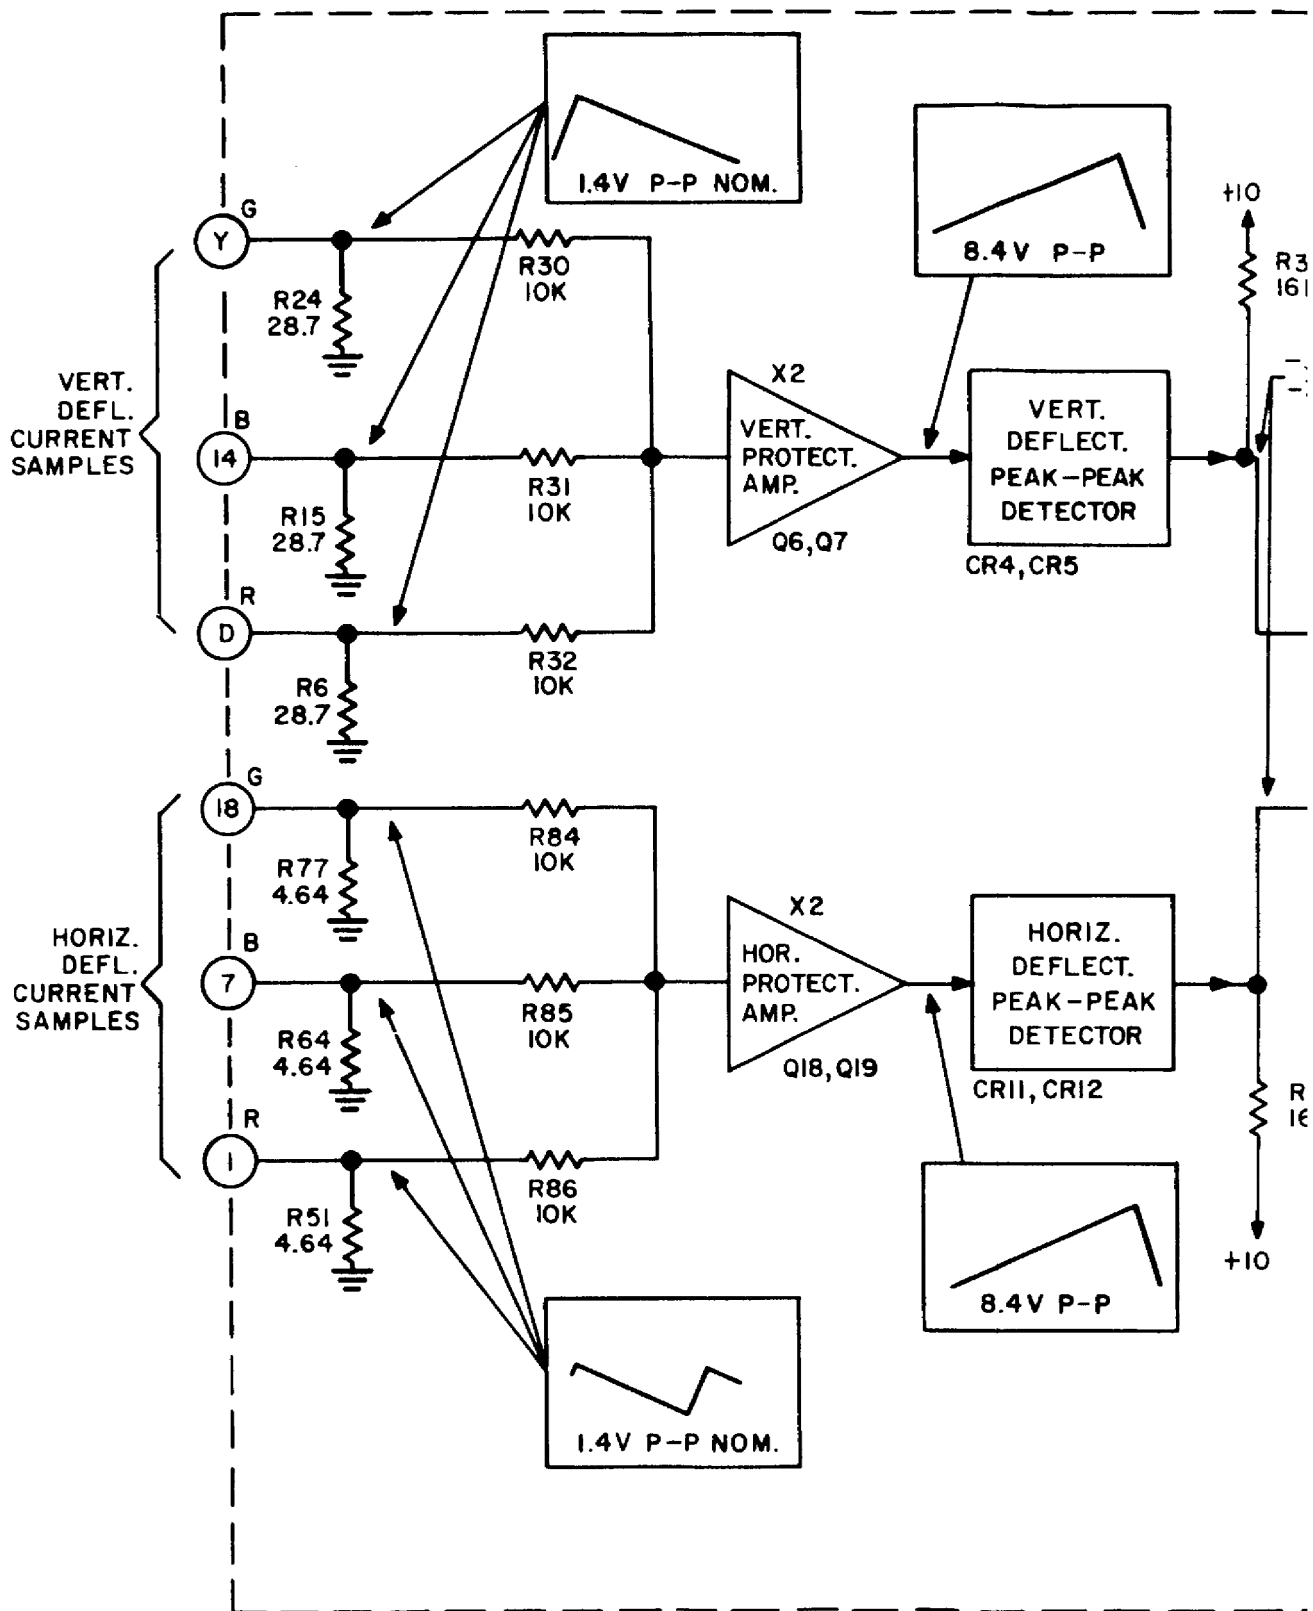 1.4V P-P NOM.
8.4V P-P
+10
G
Y
R30
10K
R24
28.7
VERT.
DEFL.
CURRENT
SAMPLES
B
14
R31
10K
R15
28.7
X2
VERT.
PROTECT.
AMP.
Q6,Q7
VERT.
DEFLECT.
PEAK-PEAK
DETECTOR
CR4,CR5
R
D
R32
10K
R6
28.7
G
18
R84
10K
R77
4.64
HORIZ.
DEFL.
CURRENT
SAMPLES
B
7
R85
10K
R64
4.64
X2
HOR.
PROTECT.
AMP.
Q18,Q19
HORIZ.
DEFLECT.
PEAK-PEAK
DETECTOR
CR11,CR12
R
1
R86
10K
R51
4.64
+10
8.4V P-P
1.4V P-P NOM.